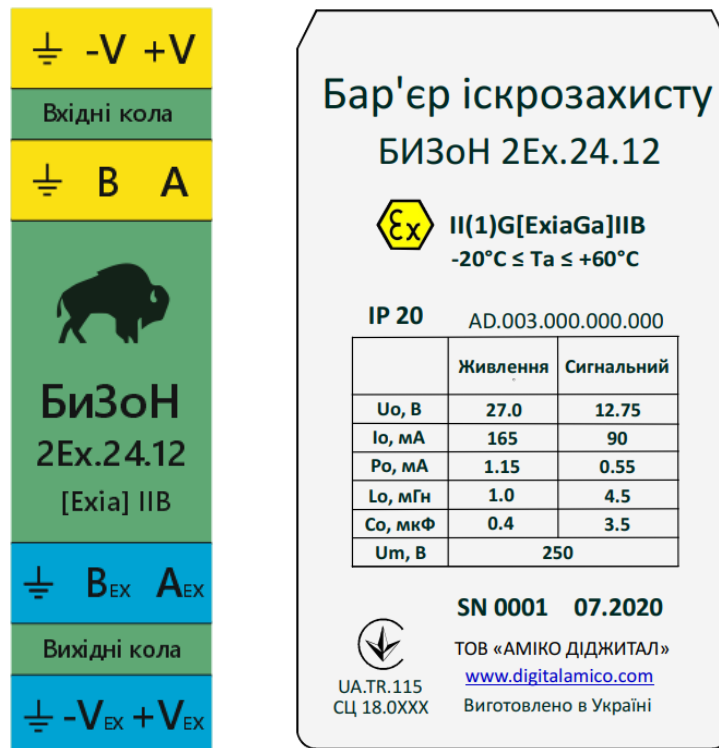 -V +V
Вхідні кола
B A
БиЗоН
2Ex.24.12
[Exia] IIB
BEX AEX
Вихідні кола
-VEX +VEX
Бар'єр іскрозахисту
БИЗоН 2Ex.24.12
Ex
II(1)G[ExiaGa]IIB
-20°C ≤ Ta ≤ +60°C
IP 20 AD.003.000.000.000
Живлення Сигнальний
Uo, В 27.0 12.75
Io, мА 165 90
Po, мА 1.15 0.55
Lo, мГн 1.0 4.5
Co, мкФ 0.4 3.5
Um, В 250
SN 0001 07.2020
ТОВ «АМІКО ДІДЖИТАЛ»
www.digitalamico.com
Виготовлено в Україні
UA.TR.115
СЦ 18.0XXX